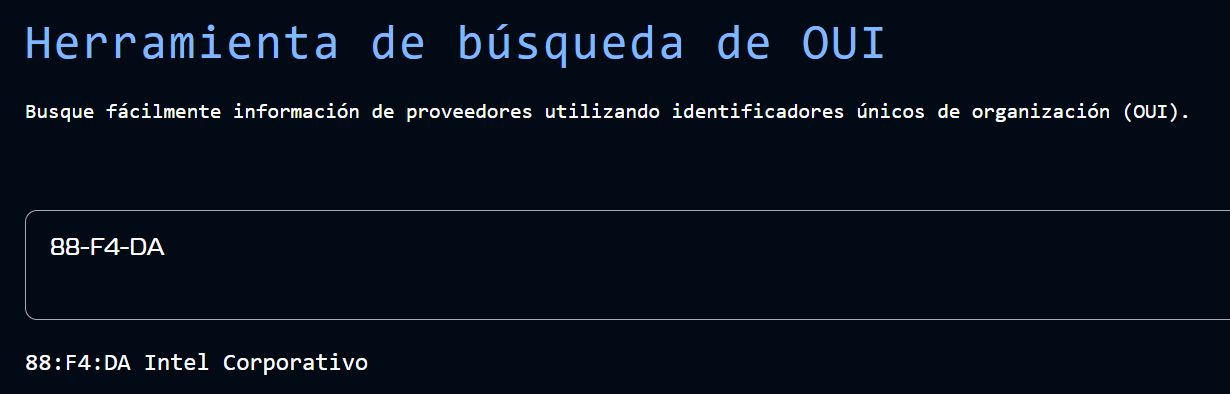 Herramienta de búsqueda de OUI
Busque fácilmente información de proveedores utilizando identificadores únicos de organización (OUI).
88-F4-DA
88:F4:DA Intel Corporativo